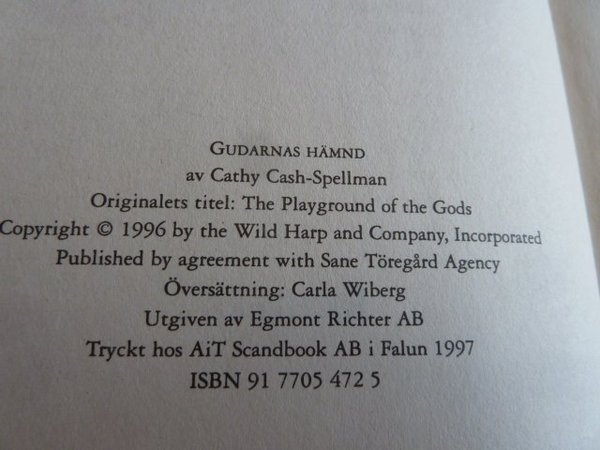 GUDARNAS HÄMND
av Cathy Cash-Spellman
Originalets titel: The Playground of the Gods
Copyright © 1996 by the Wild Harp and Company, Incorporated
Published by agreement with Sane Töregård Agency
Översättning: Carla Wiberg
Utgiven av Egmont Richter AB
Tryckt hos AiT Scandbook AB i Falun 1997
ISBN 91 7705 472 5